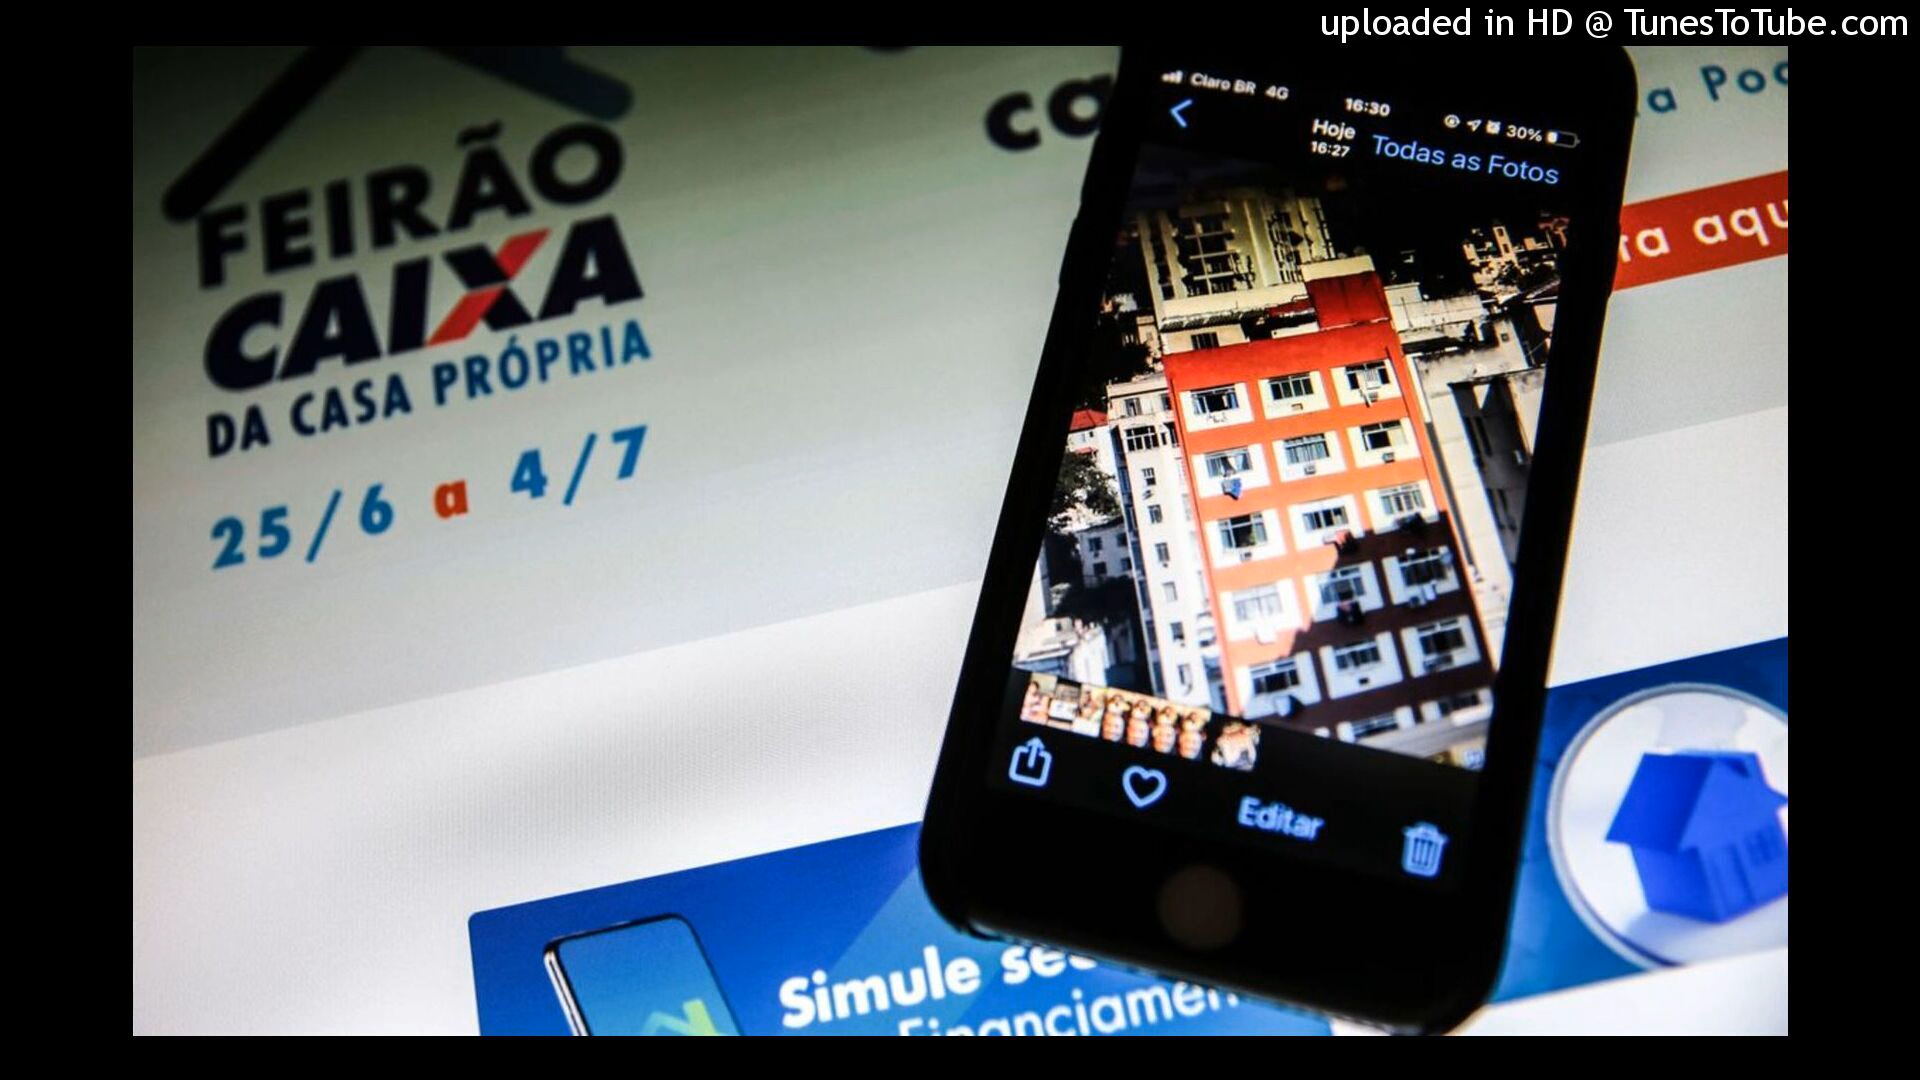 uploaded in HD @ TunesToTube.com
FEIRÃO
CAIXA
DA CASA PRÓPRIA
25/6 a 4/7
Claro BR 4G
16:30
30%
Hoje
16:27
Todas as Fotos
aqu
Editar
Simule